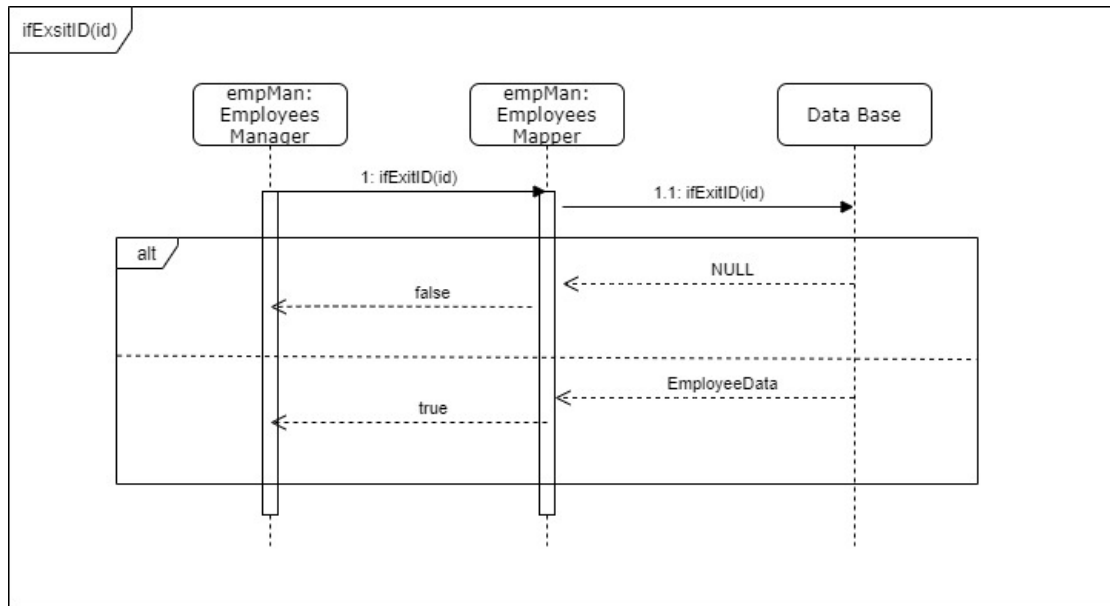 ifExsitID(id)
empMan:
Employees
Manager
empMan:
Employees
Mapper
Data Base
1: ifExitID(id)
1.1: ifExitID(id)
alt
NULL
false
EmployeeData
true